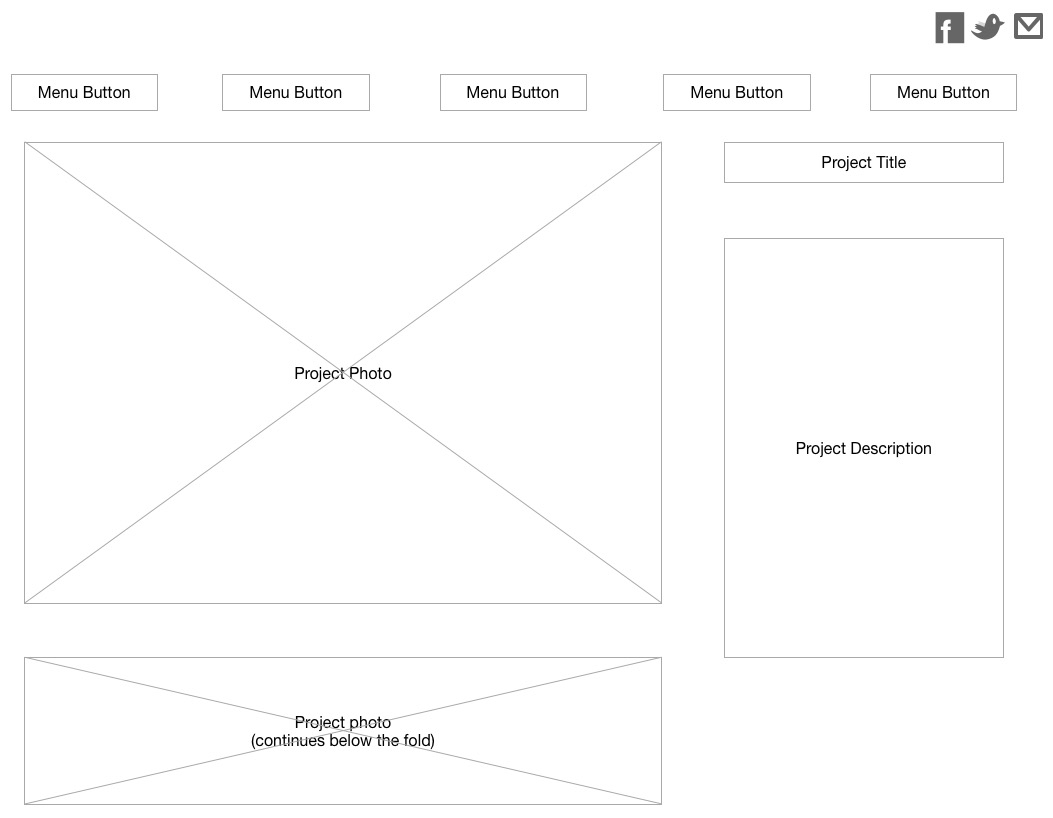 Menu Button
Menu Button
Menu Button
Menu Button
Menu Button
Project Title
Project Photo
Project Description
Project photo
(continues below the fold)